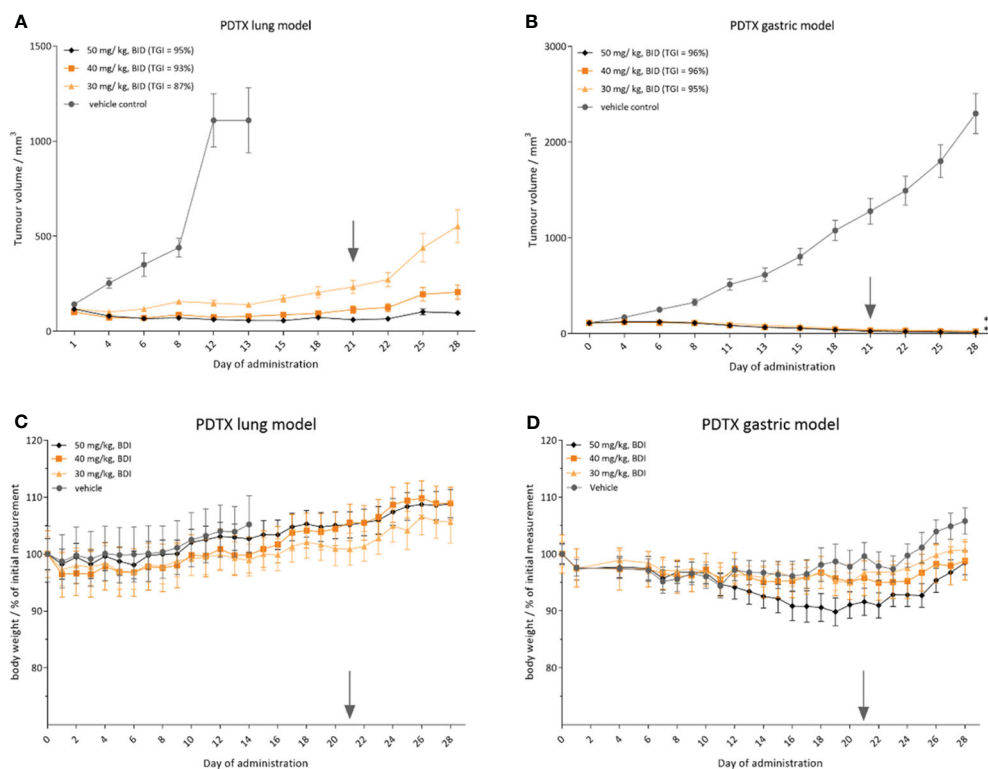 A
PDTX lung model
50 mg/ kg, BID (TGI = 95%)
40 mg/ kg, BID (TGI = 93%)
30 mg/ kg, BID (TGI = 87%)
vehicle control
1500
1000
500
0
Tumour volume / mm³
1 4 6 8 12 13 15 18 21 22 25 28
Day of administration
B
PDTX gastric model
50 mg/ kg, BID (TGI = 96%)
40 mg/ kg, BID (TGI = 96%)
30 mg/ kg, BID (TGI = 95%)
vehicle control
3000
2000
1000
0
Tumour volume / mm³
*
*
0 4 6 8 11 13 15 18 21 22 25 28
Day of administration
C
PDTX lung model
50 mg/kg, BDI
40 mg/kg, BDI
30 mg/kg, BDI
vehicle
120
110
100
90
80
body weight / % of initial measurement
0 2 4 6 8 10 12 14 16 18 20 22 24 26 28
Day of administration
D
PDTX gastric model
50 mg/kg, BDI
40 mg/kg, BDI
30 mg/kg, BDI
Vehicle
120
110
100
90
80
body weight / % of initial measurement
0 2 4 6 8 10 12 14 16 18 20 22 24 26 28
Day of administration